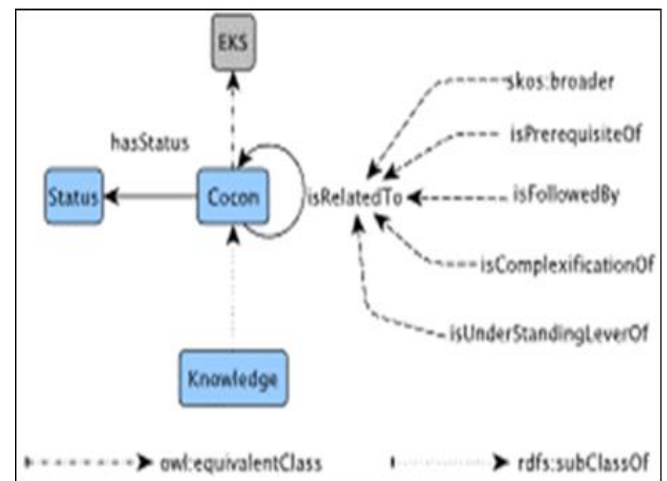 EKS
skos:broader
hasStatus
isPrerequisiteOf
Status
Cocon
isRelatedTo
isFollowedBy
isComplexificationOf
isUnderStandingLeverOf
Knowledge
owl:equivalentClass
rdfs:subClassOf